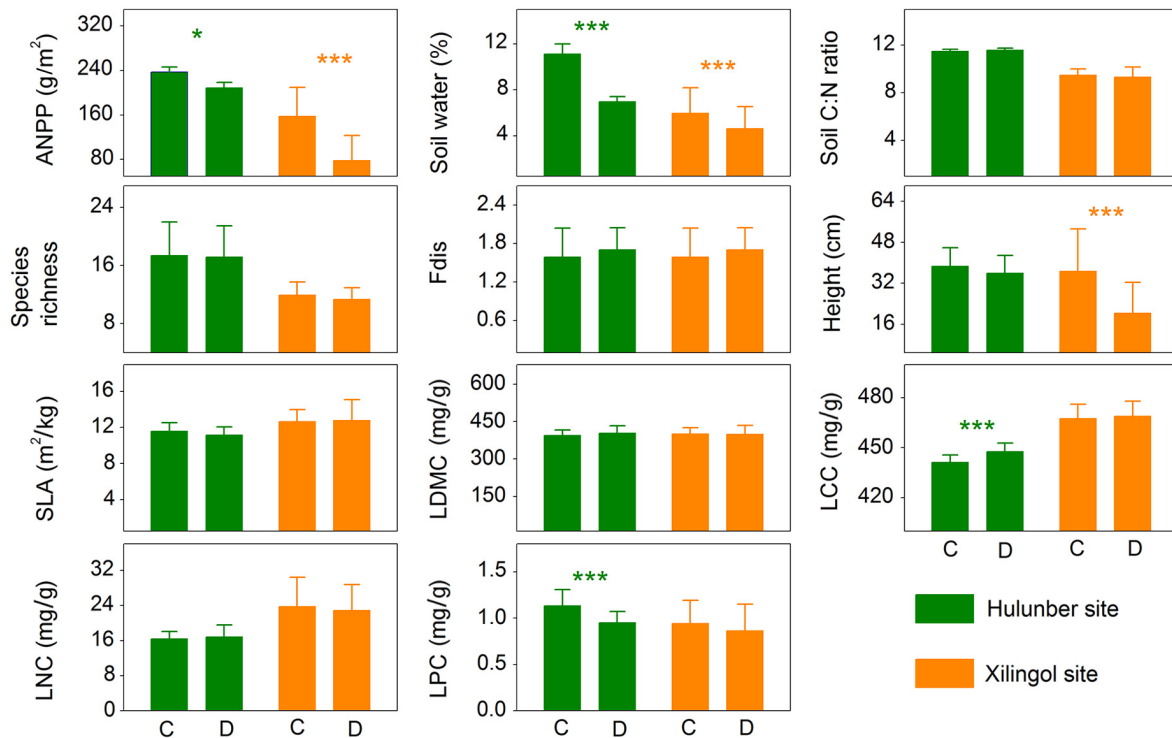 ANPP (g/m²)
320
240
160
80
*
***
Soil water (%)
12
8
4
***
***
Soil C:N ratio
12
8
4
Species
richness
24
16
8
Fdis
2.4
1.8
1.2
0.6
Height (cm)
64
48
32
16
***
SLA (m²/kg)
16
12
8
4
LDMC (mg/g)
600
450
300
150
LCC (mg/g)
480
450
420
***
C D C D
LNC (mg/g)
32
24
16
8
0
C D C D
LPC (mg/g)
1.5
1.0
0.5
0.0
***
C D C D
Hulunber site
Xilingol site